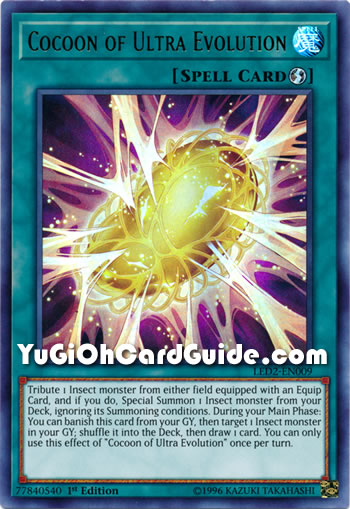 Cocoon of Ultra Evolution
魔
[Spell Card]
YuGiOhCardGuide.com
LED2-EN009
Tribute 1 Insect monster from either field equipped with an Equip
Card, and if you do, Special Summon 1 Insect monster from your
Deck, ignoring its Summoning conditions. During your Main Phase:
You can banish this card from your GY, then target 1 Insect monster
in your GY; shuffle it into the Deck, then draw 1 card. You can only
use this effect of "Cocoon of Ultra Evolution" once per turn.
77840540 1st Edition ©1996 KAZUKI TAKAHASHI